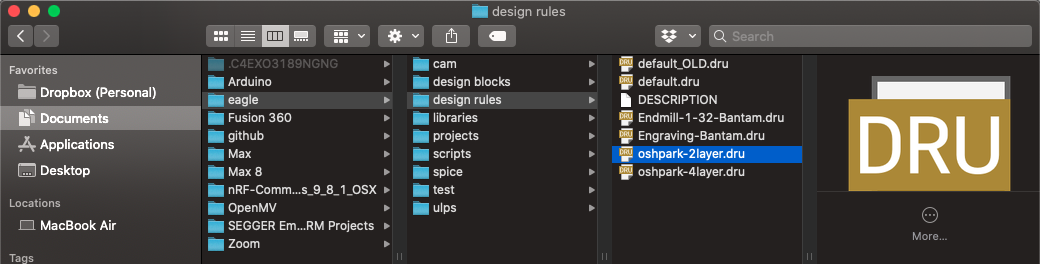 design rules
Search
Favorites
Dropbox (Personal)
Documents
Applications
Desktop
Locations
MacBook Air
Tags
.C4EXO3189NGNG
Arduino
eagle
Fusion 360
github
Max
Max 8
nRF-Comm…s_9_8_1_OSX
OpenMV
SEGGER Em…RM Projects
Zoom
cam
design blocks
design rules
libraries
projects
scripts
spice
test
ulps
default_OLD.dru
default.dru
DESCRIPTION
Endmill-1-32-Bantam.dru
Engraving-Bantam.dru
oshpark-2layer.dru
oshpark-4layer.dru
DRU
More...